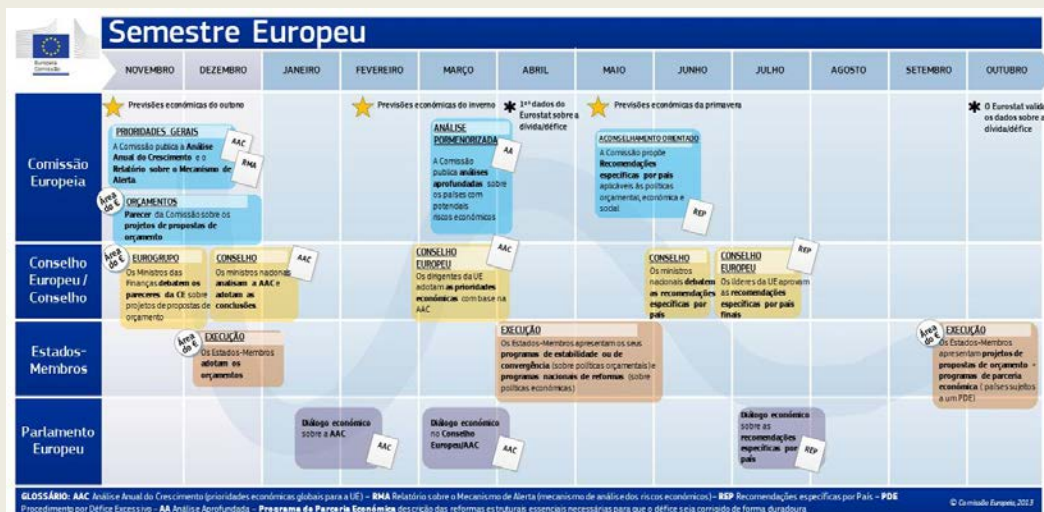 Semestre Europeu
Europeia
Comissão
NOVEMBRO DEZEMBRO JANEIRO FEVEREIRO MARÇO ABRIL MAIO JUNHO JULHO AGOSTO SETEMBRO OUTUBRO
Comissão
Europeia
Previsões económicas do outono
PRIORIDADES GERAIS
A Comissão publica a Análise
Anual do Crescimento e o
Relatório sobre o Mecanismo de
Alerta.
AAC
RMA
Área
do €
ORÇAMENTOS
Parecer da Comissão sobre os
projetos de propostas de
orçamento
Previsões económicas do inverno
ANÁLISE
PORMENORIZADA
A Comissão
publica análises
aprofundadas sobre
os países com
potenciais
riscos económicos
AA
1ºˢ dados do
Eurostat sobre a
dívida/défice
Previsões económicas da primavera
ACONSELHAMENTO ORIENTADO
A Comissão propõe
Recomendações
específicas por país
aplicáveis às políticas
orçamental, económica e
social
REP
O Eurostat valida
os dados sobre a
dívida/défice
Conselho
Europeu /
Conselho
Área
do €
EUROGRUPO
Os Ministros das
Finanças debatem os
pareceres da CE sobre
projetos de propostas de
orçamento
CONSELHO
Os ministros nacionais
analisam a AAC e
adotam as
conclusões
AAC
CONSELHO
EUROPEU
Os dirigentes da UE
adotam as prioridades
económicas com base na
AAC
AAC
CONSELHO
Os ministros
nacionais debatem
as recomendações
específicas por
país
CONSELHO
EUROPEU
Os líderes da UE aprovam
as recomendações
específicas por país
finais
REP
Estados-
Membros
Área
do €
EXECUÇÃO
Os Estados-Membros
adotam os
orçamentos
EXECUÇÃO
Os Estados-Membros apresentam os seus
programas de estabilidade ou de
convergência (sobre políticas orçamentais) e
programas nacionais de reformas (sobre
políticas económicas)
Área
do €
EXECUÇÃO
Os Estados-Membros
apresentam projetos de
propostas de orçamento -
programas de parceria
económica ( países sujeitos
a um PDE)
Parlamento
Europeu
Diálogo económico
sobre a AAC
AAC
Diálogo económico
no Conselho
Europeu/AAC
AAC
Diálogo económico
sobre as
recomendações
específicas por
país
REP
GLOSSÁRIO: AAC Análise Anual do Crescimento (prioridades económicas globais para a UE) – RMA Relatório sobre o Mecanismo de Alerta (mecanismo de análise dos riscos económicos) – REP Recomendações específicas por País – PDE
Procedimento por Défice Excessivo – AA Análise Aprofundada – Programa de Parceria Económica descrição das reformas estruturais essenciais necessárias para que o défice seja corrigido de forma duradoura
© Comissão Europeia, 2013